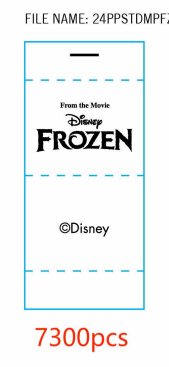 FILE NAME: 24PPSTDMPFZ
From the Movie
Disney
FROZEN
©Disney
7300pcs